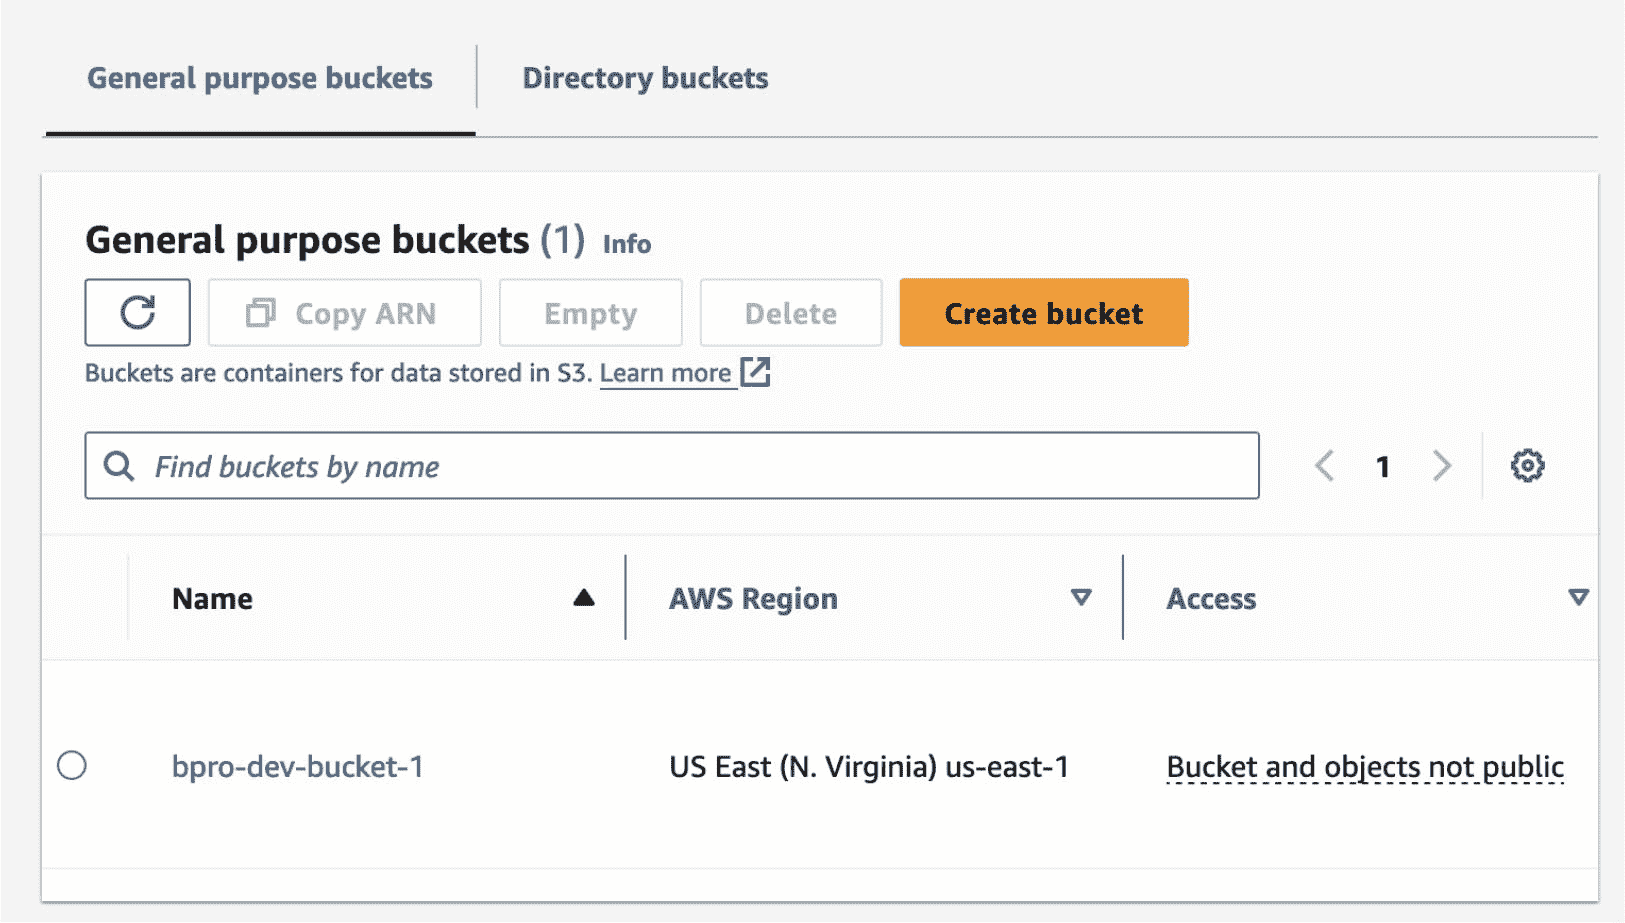 General purpose buckets
Directory buckets
General purpose buckets (1) Info
Copy ARN
Empty
Delete
Create bucket
Buckets are containers for data stored in S3. Learn more
Find buckets by name
1
Name
AWS Region
Access
bpro-dev-bucket-1
US East (N. Virginia) us-east-1
Bucket and objects not public